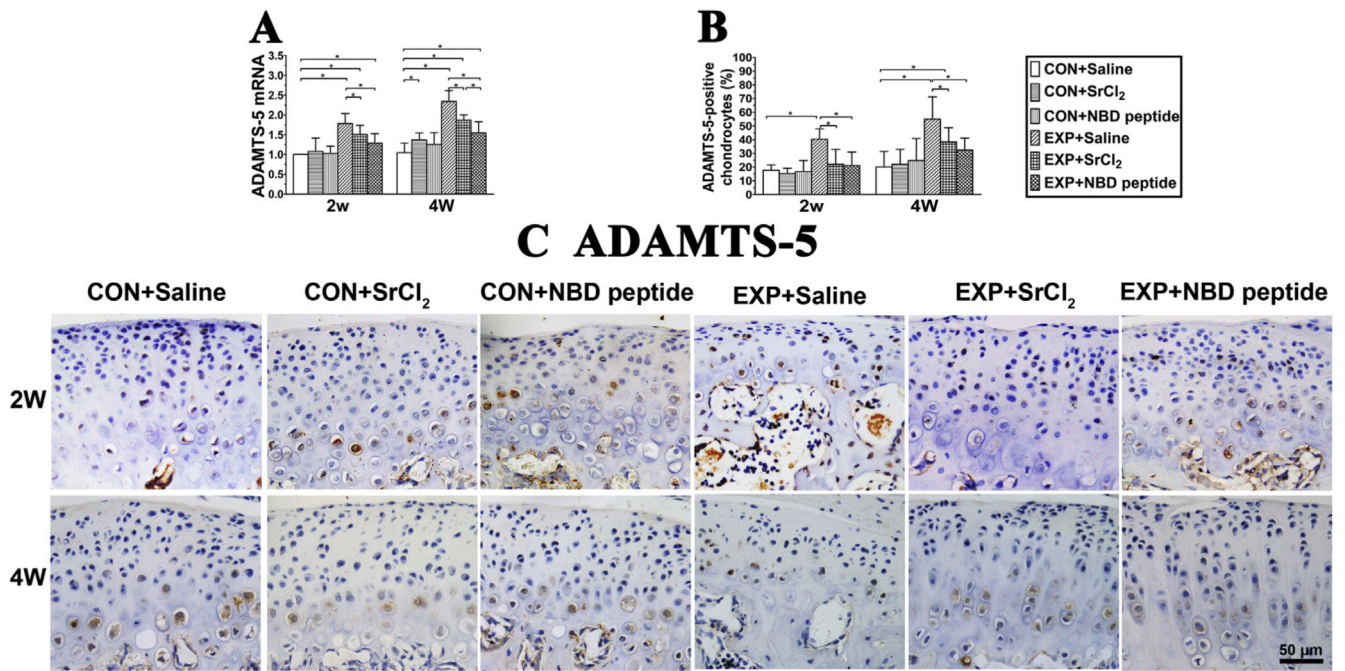 A
B
ADAMTS-5 mRNA
3.5
3.0
2.5
2.0
1.5
1.0
0.5
0.0
2w
4W
* * * * * * * * * * * *
ADAMTS-5-positive
chondrocytes (%)
100
90
80
70
60
50
40
30
20
10
0
2w
4W
* * * * * * *
CON+Saline
CON+SrCl₂
CON+NBD peptide
EXP+Saline
EXP+SrCl₂
EXP+NBD peptide
C ADAMTS-5
CON+Saline
CON+SrCl₂
CON+NBD peptide
EXP+Saline
EXP+SrCl₂
EXP+NBD peptide
2W
4W
50 µm